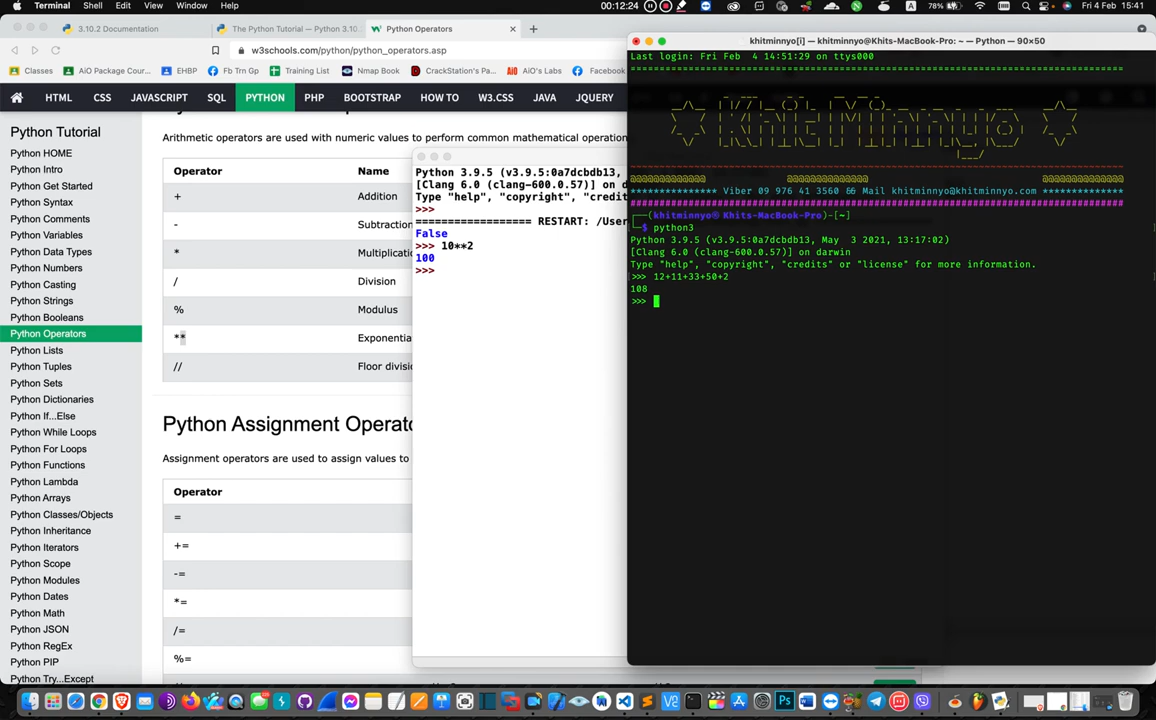 Terminal Shell Edit View Window Help 00:12:24 78% Fri 4 Feb 15:41
3.10.2 Documentation
The Python Tutorial — Python 3.10.
Python Operators
w3schools.com/python/python_operators.asp
Classes AiO Package Cour... EHBP Fb Trn Gp Training List Nmap Book CrackStation's Pa... AiO's Labs Facebook
HTML CSS JAVASCRIPT SQL PYTHON PHP BOOTSTRAP HOW TO W3.CSS JAVA JQUERY
Python Tutorial
Python HOME
Python Intro
Python Get Started
Python Syntax
Python Comments
Python Variables
Python Data Types
Python Numbers
Python Casting
Python Strings
Python Booleans
Python Operators
Python Lists
Python Tuples
Python Sets
Python Dictionaries
Python If...Else
Python While Loops
Python For Loops
Python Functions
Python Lambda
Python Arrays
Python Classes/Objects
Python Inheritance
Python Iterators
Python Scope
Python Modules
Python Dates
Python Math
Python JSON
Python RegEx
Python PIP
Python Try...Except
Arithmetic operators are used with numeric values to perform common mathematical operation
Operator Name
+ Addition
- Subtraction
* Multiplicatio
/ Division
% Modulus
** Exponentia
// Floor divisi
Python Assignment Operato
Assignment operators are used to assign values to
Operator
=
+=
-=
*=
/=
%=
Python 3.9.5 (v3.9.5:0a7dcbdb13,
[Clang 6.0 (clang-600.0.57)] on d
Type "help", "copyright", "credit
>>>
================== RESTART: /User
False
>>> 10**2
100
>>>
khitminnyo[i] — khitminnyo@Khits-MacBook-Pro: ~ — Python — 90×50
Last login: Fri Feb 4 14:51:29 on ttys000
*************** Viber 09 976 41 3560 && Mail khitminnyo@khitminnyo.com **************
┌──(khitminnyo@Khits-MacBook-Pro)-[~]
└─$ python3
Python 3.9.5 (v3.9.5:0a7dcbdb13, May 3 2021, 13:17:02)
[Clang 6.0 (clang-600.0.57)] on darwin
Type "help", "copyright", "credits" or "license" for more information.
>>> 12+11+33+50+2
108
>>>